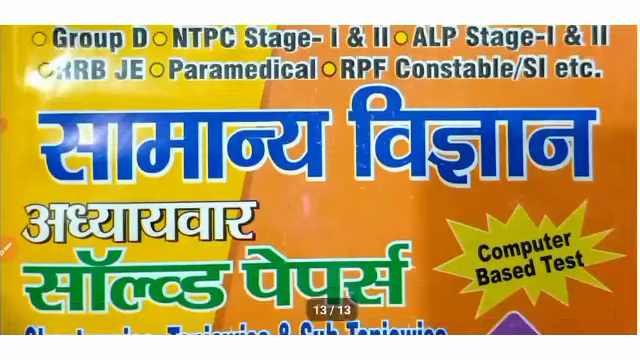 Group D NTPC Stage- I & II ALP Stage-I & II
RRB JE Paramedical RPF Constable/SI etc.
सामान्य विज्ञान
अध्यायवार
सॉल्व्ड पेपर्स
Computer
Based Test
13 / 13